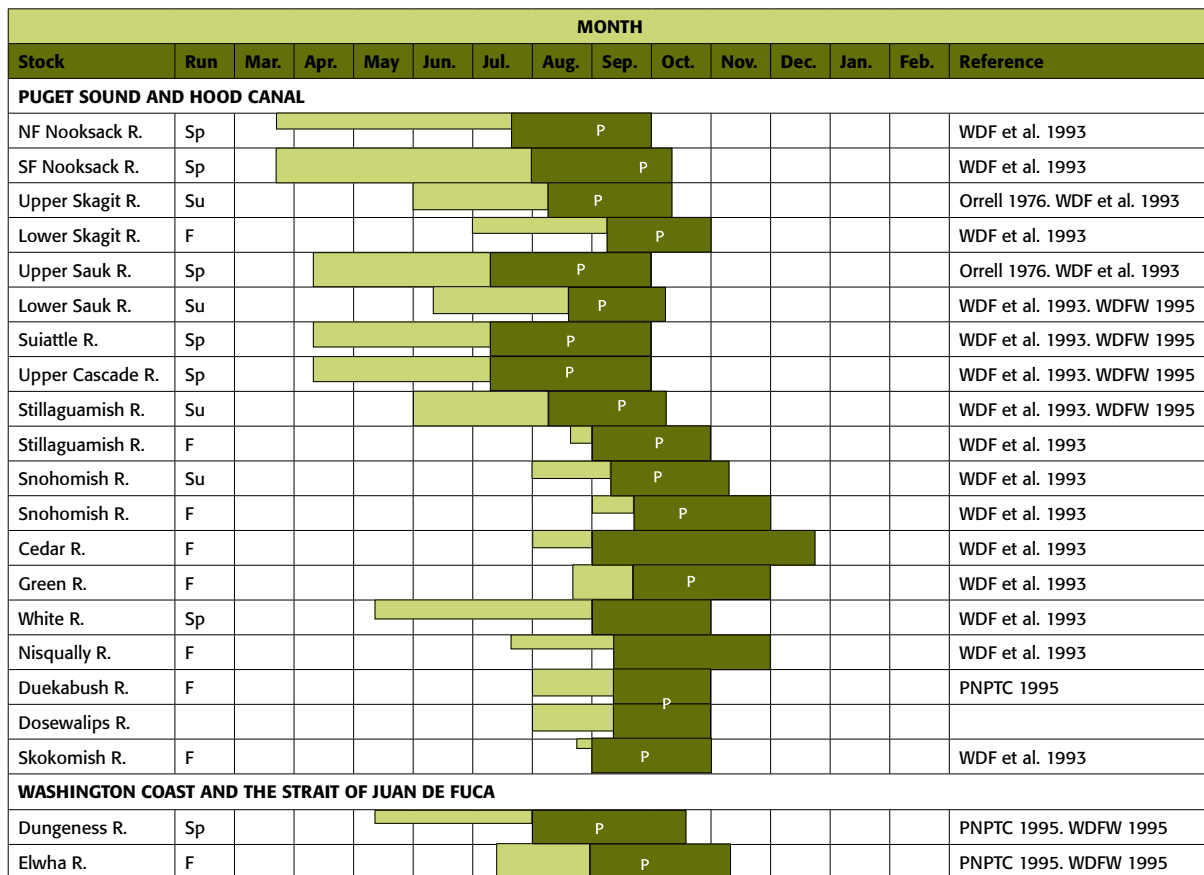 MONTH
Stock Run Mar. Apr. May Jun. Jul. Aug. Sep. Oct. Nov. Dec. Jan. Feb. Reference
PUGET SOUND AND HOOD CANAL
NF Nooksack R. Sp P WDF et al. 1993
SF Nooksack R. Sp P WDF et al. 1993
Upper Skagit R. Su P Orrell 1976. WDF et al. 1993
Lower Skagit R. F P WDF et al. 1993
Upper Sauk R. Sp P Orrell 1976. WDF et al. 1993
Lower Sauk R. Su P WDF et al. 1993. WDFW 1995
Suiattle R. Sp P WDF et al. 1993. WDFW 1995
Upper Cascade R. Sp P WDF et al. 1993. WDFW 1995
Stillaguamish R. Su P WDF et al. 1993. WDFW 1995
Stillaguamish R. F P WDF et al. 1993
Snohomish R. Su P WDF et al. 1993
Snohomish R. F P WDF et al. 1993
Cedar R. F WDF et al. 1993
Green R. F P WDF et al. 1993
White R. Sp WDF et al. 1993
Nisqually R. F WDF et al. 1993
Duekabush R. F P PNPTC 1995
Dosewalips R.
Skokomish R. F P WDF et al. 1993
WASHINGTON COAST AND THE STRAIT OF JUAN DE FUCA
Dungeness R. Sp P PNPTC 1995. WDFW 1995
Elwha R. F P PNPTC 1995. WDFW 1995